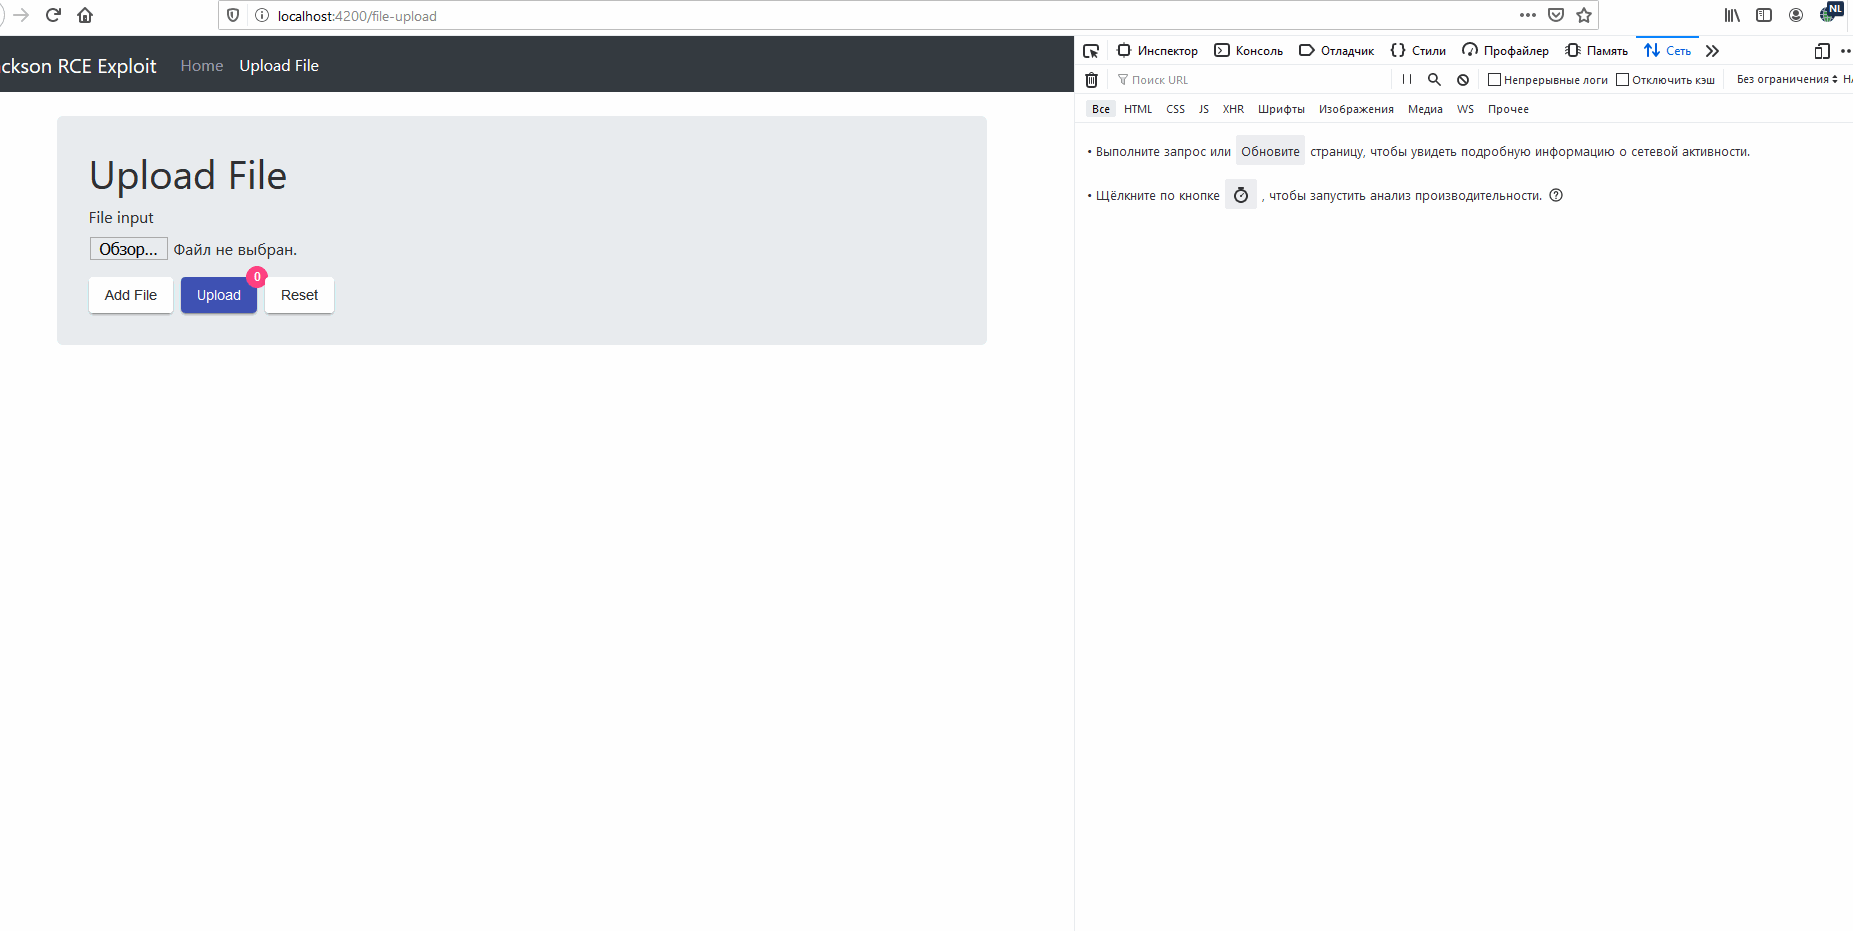 localhost:4200/file-upload
NL
ckson RCE Exploit Home Upload File
Инспектор Консоль Отладчик Стили Профайлер Память Сеть
Поиск URL Непрерывные логи Отключить кэш Без ограничения
Все HTML CSS JS XHR Шрифты Изображения Медиа WS Прочее
Upload File
File input
Обзор... Файл не выбран.
0
Add File Upload Reset
• Выполните запрос или Обновите страницу, чтобы увидеть подробную информацию о сетевой активности.
• Щёлкните по кнопке , чтобы запустить анализ производительности.